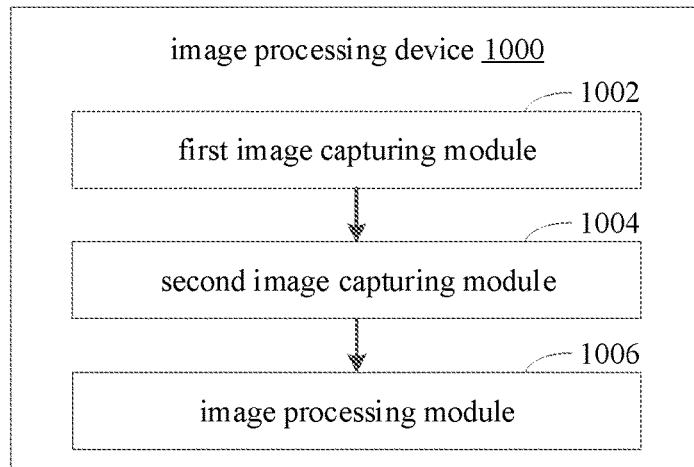 image processing device 1000
1002
first image capturing module
1004
second image capturing module
1006
image processing module